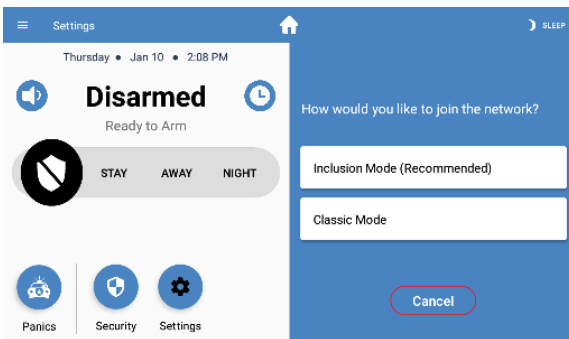 Settings
SLEEP
Thursday ● Jan 10 ● 2:08 PM
Disarmed
Ready to Arm
STAY AWAY NIGHT
Panics Security Settings
How would you like to join the network?
Inclusion Mode (Recommended)
Classic Mode
Cancel